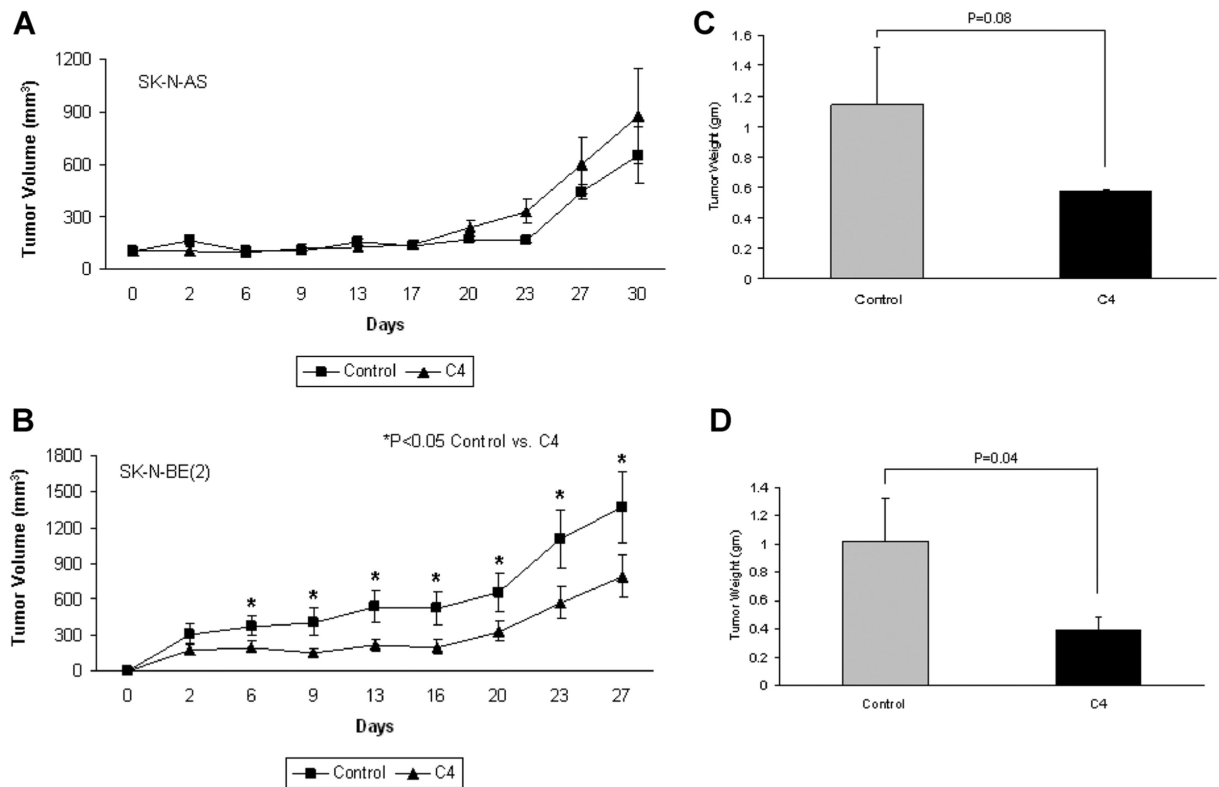 A
SK-N-AS
Tumor Volume (mm³)
1200
900
600
300
0
0 2 6 9 13 17 20 23 27 30
Days
Control C4
B
*P<0.05 Control vs. C4
SK-N-BE(2)
Tumor Volume (mm³)
1800
1500
1200
900
600
300
0
* * * * * * *
0 2 6 9 13 16 20 23 27
Days
Control C4
C
P=0.08
Tumor Weight (gm)
1.6
1.4
1.2
1
0.8
0.6
0.4
0.2
0
Control C4
D
P=0.04
Tumor Weight (gm)
1.4
1.2
1
0.8
0.6
0.4
0.2
0
Control C4